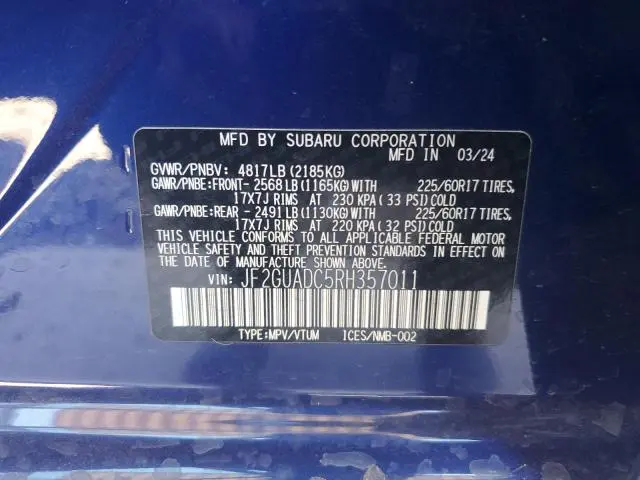 MFD BY SUBARU CORPORATION
MFD IN 03/24
GVWR/PNBV: 4817LB (2185KG)
GAWR/PNBE:FRONT- 2568LB (1165KG) WITH 225/60R17 TIRES,
17X7J RIMS AT 230 KPA (33 PSI) COLD
GAWR/PNBE:REAR - 2491LB (1130KG) WITH 225/60R17 TIRES,
17X7J RIMS AT 220 KPA (32 PSI) COLD
THIS VEHICLE CONFORMS TO ALL APPLICABLE FEDERAL MOTOR
VEHICLE SAFETY AND THEFT PREVENTION STANDARDS IN EFFECT
ON THE DATE OF MANUFACTURE SHOWN ABOVE.
VIN: JF2GUADC5RH357011
TYPE:MPV/VTUM ICES/NMB-002